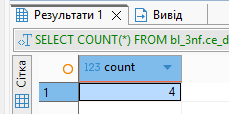 Результати 1
Вивід
SELECT COUNT(*) FROM bl_3nf.ce_d
Сітка
123 count
1
4